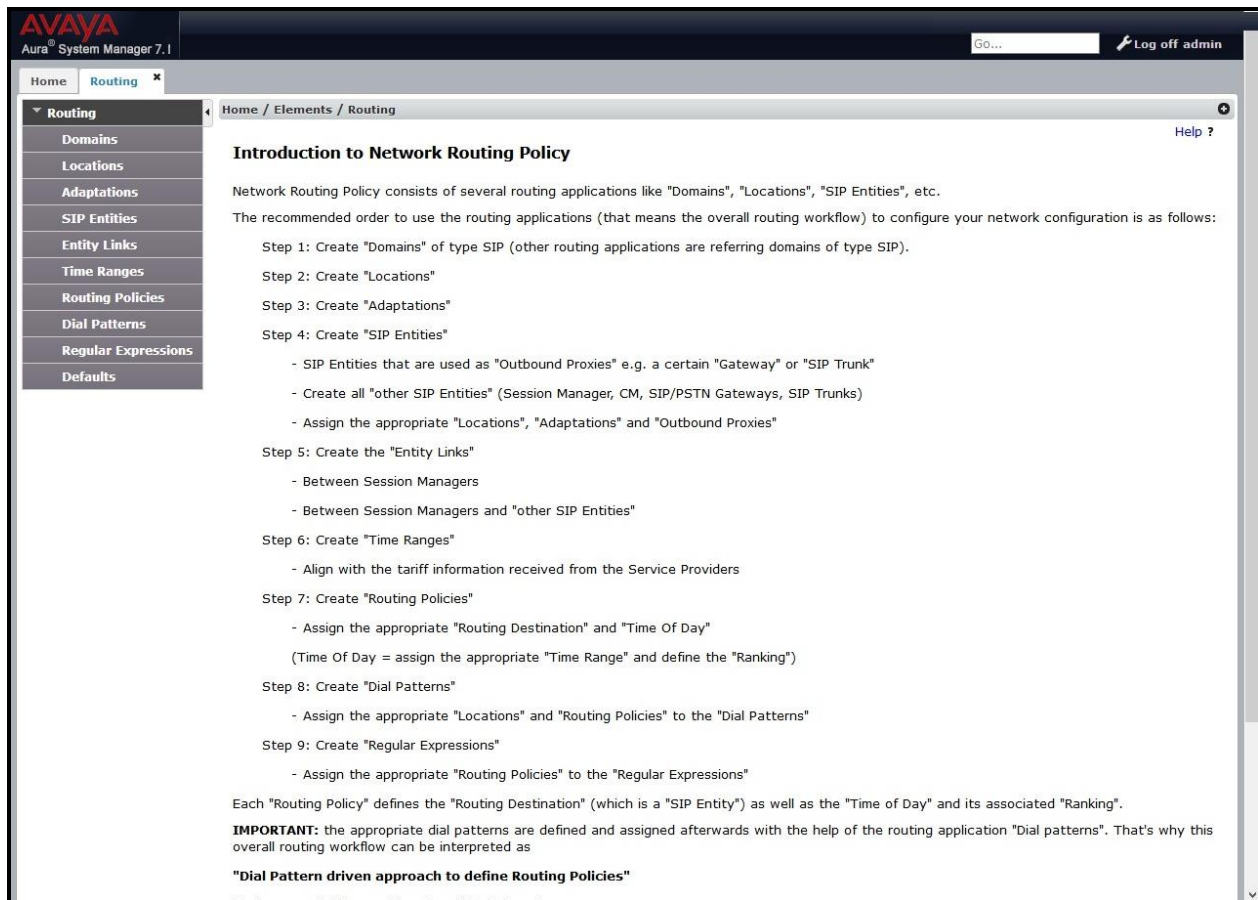 AVAYA
Aura® System Manager 7.1
Go...
Log off admin
Home
Routing
Routing
Domains
Locations
Adaptations
SIP Entities
Entity Links
Time Ranges
Routing Policies
Dial Patterns
Regular Expressions
Defaults
Home / Elements / Routing
Help ?
Introduction to Network Routing Policy
Network Routing Policy consists of several routing applications like "Domains", "Locations", "SIP Entities", etc.
The recommended order to use the routing applications (that means the overall routing workflow) to configure your network configuration is as follows:
Step 1: Create "Domains" of type SIP (other routing applications are referring domains of type SIP).
Step 2: Create "Locations"
Step 3: Create "Adaptations"
Step 4: Create "SIP Entities"
- SIP Entities that are used as "Outbound Proxies" e.g. a certain "Gateway" or "SIP Trunk"
- Create all "other SIP Entities" (Session Manager, CM, SIP/PSTN Gateways, SIP Trunks)
- Assign the appropriate "Locations", "Adaptations" and "Outbound Proxies"
Step 5: Create the "Entity Links"
- Between Session Managers
- Between Session Managers and "other SIP Entities"
Step 6: Create "Time Ranges"
- Align with the tariff information received from the Service Providers
Step 7: Create "Routing Policies"
- Assign the appropriate "Routing Destination" and "Time Of Day"
(Time Of Day = assign the appropriate "Time Range" and define the "Ranking")
Step 8: Create "Dial Patterns"
- Assign the appropriate "Locations" and "Routing Policies" to the "Dial Patterns"
Step 9: Create "Regular Expressions"
- Assign the appropriate "Routing Policies" to the "Regular Expressions"
Each "Routing Policy" defines the "Routing Destination" (which is a "SIP Entity") as well as the "Time of Day" and its associated "Ranking".
IMPORTANT: the appropriate dial patterns are defined and assigned afterwards with the help of the routing application "Dial patterns". That's why this
overall routing workflow can be interpreted as
"Dial Pattern driven approach to define Routing Policies"